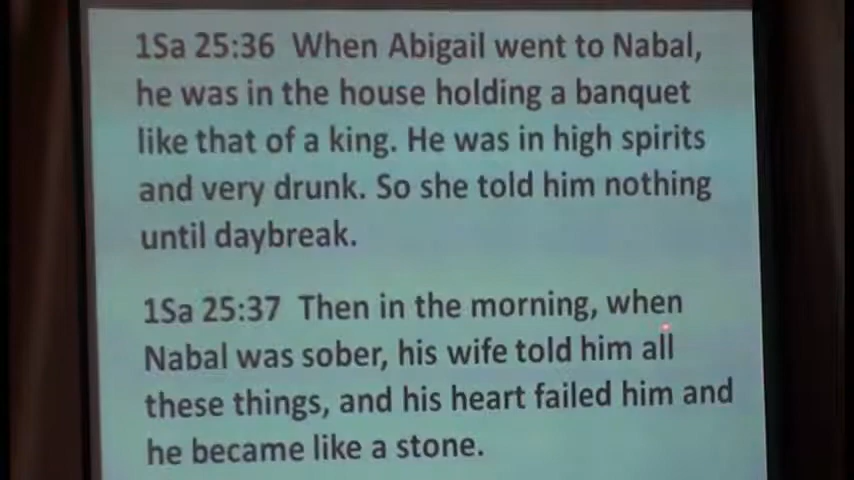 1Sa 25:36 When Abigail went to Nabal,
he was in the house holding a banquet
like that of a king. He was in high spirits
and very drunk. So she told him nothing
until daybreak.
1Sa 25:37 Then in the morning, when
Nabal was sober, his wife told him all
these things, and his heart failed him and
he became like a stone.